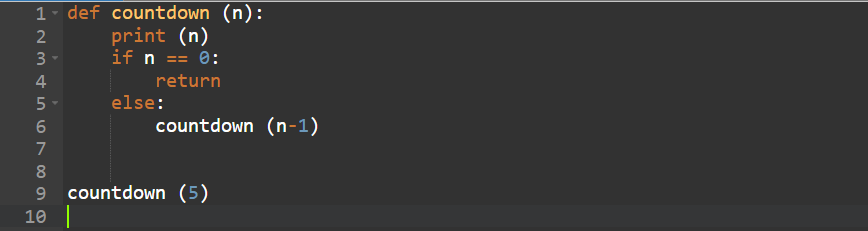 1 def countdown (n):
2     print (n)
3     if n == 0:
4         return
5     else:
6         countdown (n-1)
7
8
9 countdown (5)
10